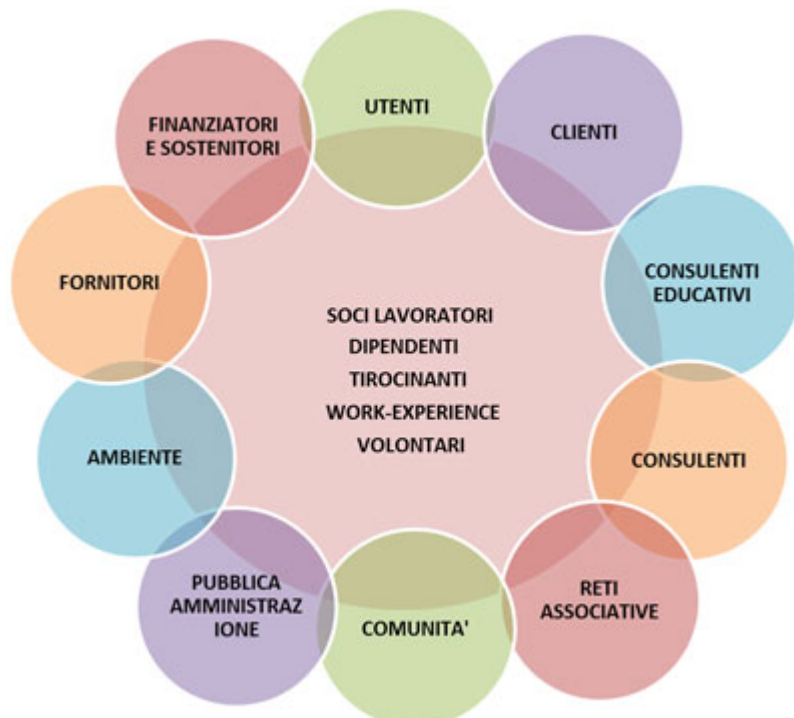 UTENTI
CLIENTI
CONSULENTI
EDUCATIVI
CONSULENTI
RETI
ASSOCIATIVE
COMUNITA'
PUBBLICA
AMMINISTRAZ
IONE
AMBIENTE
FORNITORI
FINANZIATORI
E SOSTENITORI
SOCI LAVORATORI
DIPENDENTI
TIROCINANTI
WORK-EXPERIENCE
VOLONTARI